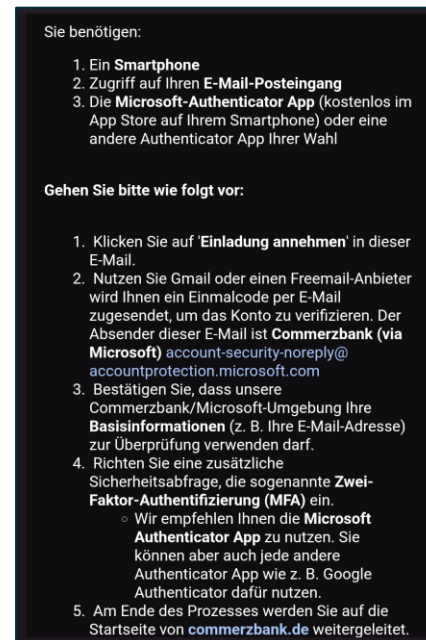 Sie benötigen:
1. Ein Smartphone
2. Zugriff auf Ihren E-Mail-Posteingang
3. Die Microsoft-Authenticator App (kostenlos im
App Store auf Ihrem Smartphone) oder eine
andere Authenticator App Ihrer Wahl
Gehen Sie bitte wie folgt vor:
1. Klicken Sie auf 'Einladung annehmen' in dieser
E-Mail.
2. Nutzen Sie Gmail oder einen Freemail-Anbieter
wird Ihnen ein Einmalcode per E-Mail
zugesendet, um das Konto zu verifizieren. Der
Absender dieser E-Mail ist Commerzbank (via
Microsoft) account-security-noreply@
accountprotection.microsoft.com
3. Bestätigen Sie, dass unsere
Commerzbank/Microsoft-Umgebung Ihre
Basisinformationen (z. B. Ihre E-Mail-Adresse)
zur Überprüfung verwenden darf.
4. Richten Sie eine zusätzliche
Sicherheitsabfrage, die sogenannte Zwei-
Faktor-Authentifizierung (MFA) ein.
◦ Wir empfehlen Ihnen die Microsoft
Authenticator App zu nutzen. Sie
können aber auch jede andere
Authenticator App wie z. B. Google
Authenticator dafür nutzen.
5. Am Ende des Prozesses werden Sie auf die
Startseite von commerzbank.de weitergeleitet.